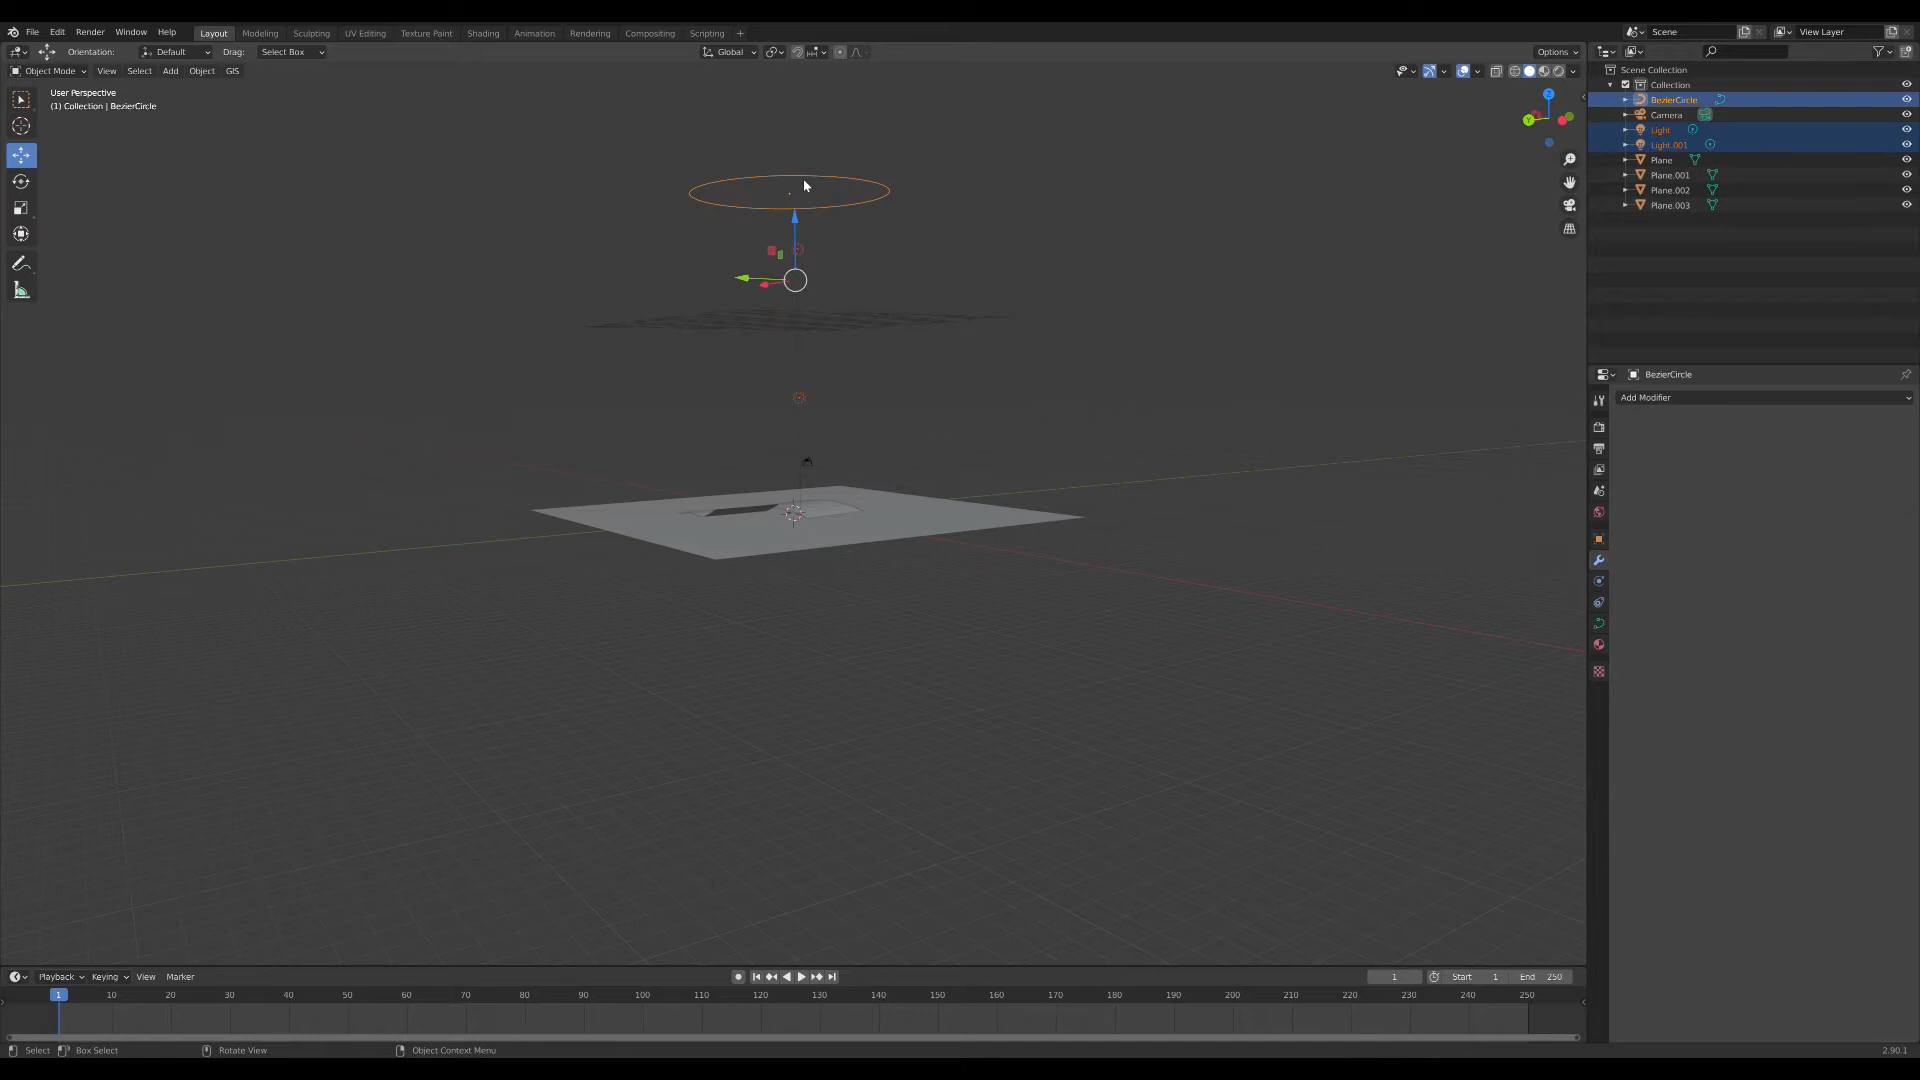 File Edit Render Window Help Layout Modeling Sculpting UV Editing Texture Paint Shading Animation Rendering Compositing Scripting + Scene View Layer
Orientation: Default Drag: Select Box Global Options
Object Mode View Select Add Object GIS
User Perspective
(1) Collection | BezierCircle
Z
Y
Scene Collection
Collection
BezierCircle
Camera
Light
Light.001
Plane
Plane.001
Plane.002
Plane.003
BezierCircle
Add Modifier
Playback Keying View Marker 1 Start 1 End 250
1 10 20 30 40 50 60 70 80 90 100 110 120 130 140 150 160 170 180 190 200 210 220 230 240 250
Select Box Select Rotate View Object Context Menu 2.90.1